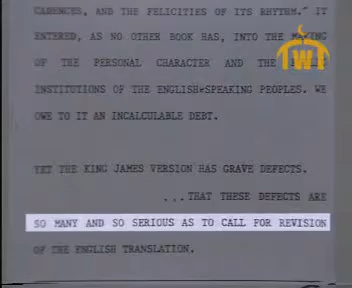 CADENCES, AND THE FELICITIES OF ITS RHYTHM." IT
ENTERED, AS NO OTHER BOOK HAS, INTO THE MAKING
OF THE PERSONAL CHARACTER AND THE PUBLIC
INSTITUTIONS OF THE ENGLISH-SPEAKING PEOPLES. WE
OWE TO IT AN INCALCULABLE DEBT.
YET THE KING JAMES VERSION HAS GRAVE DEFECTS.
...THAT THESE DEFECTS ARE
SO MANY AND SO SERIOUS AS TO CALL FOR REVISION
OF THE ENGLISH TRANSLATION.